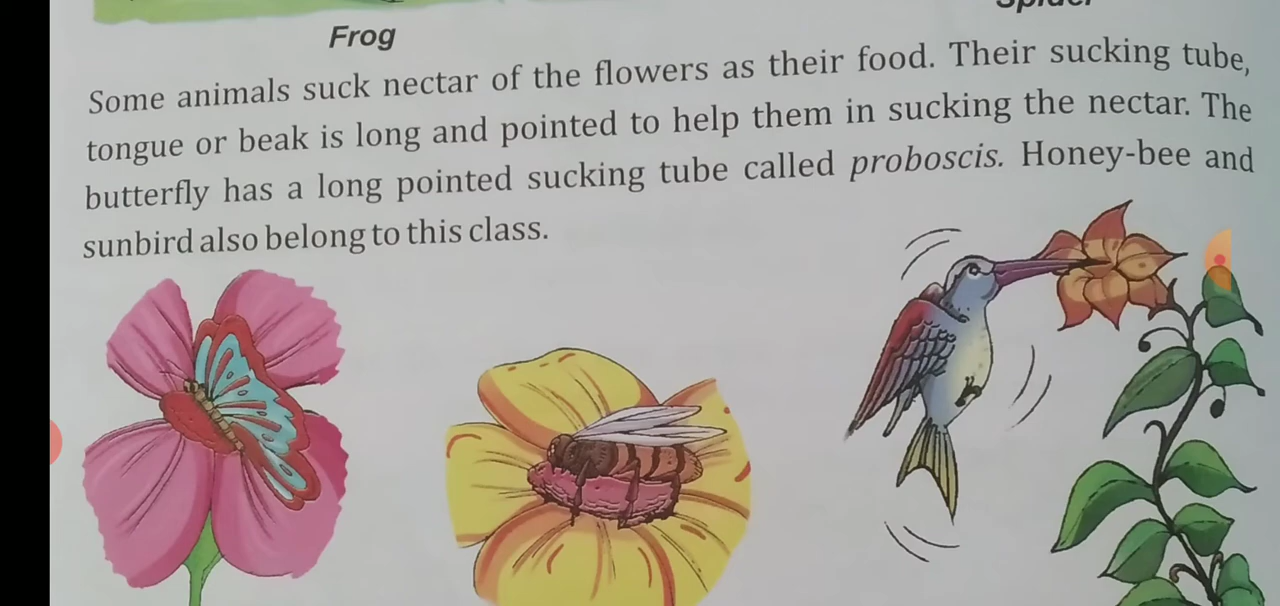 Spider
Frog
Some animals suck nectar of the flowers as their food. Their sucking tube,
tongue or beak is long and pointed to help them in sucking the nectar. The
butterfly has a long pointed sucking tube called proboscis. Honey-bee and
sunbird also belong to this class.